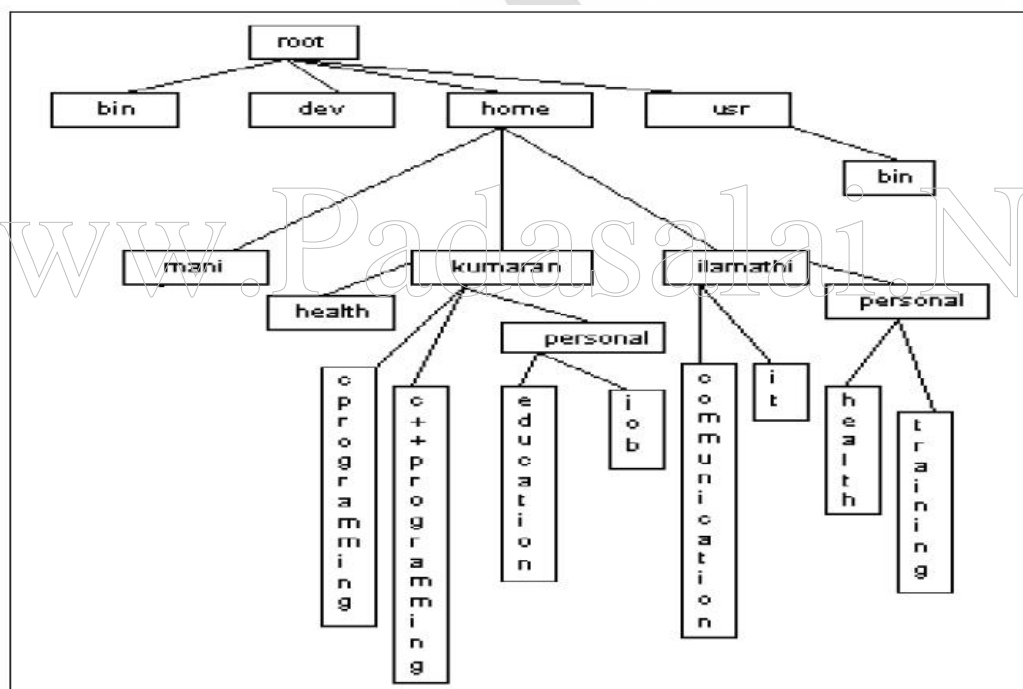 root
bin
dev
home
usr
bin
www.Padasalai.N
mani
kumaran
ilamathi
health
personal
personal
cprogramming
c++programming
education
job
communication
it
health
training